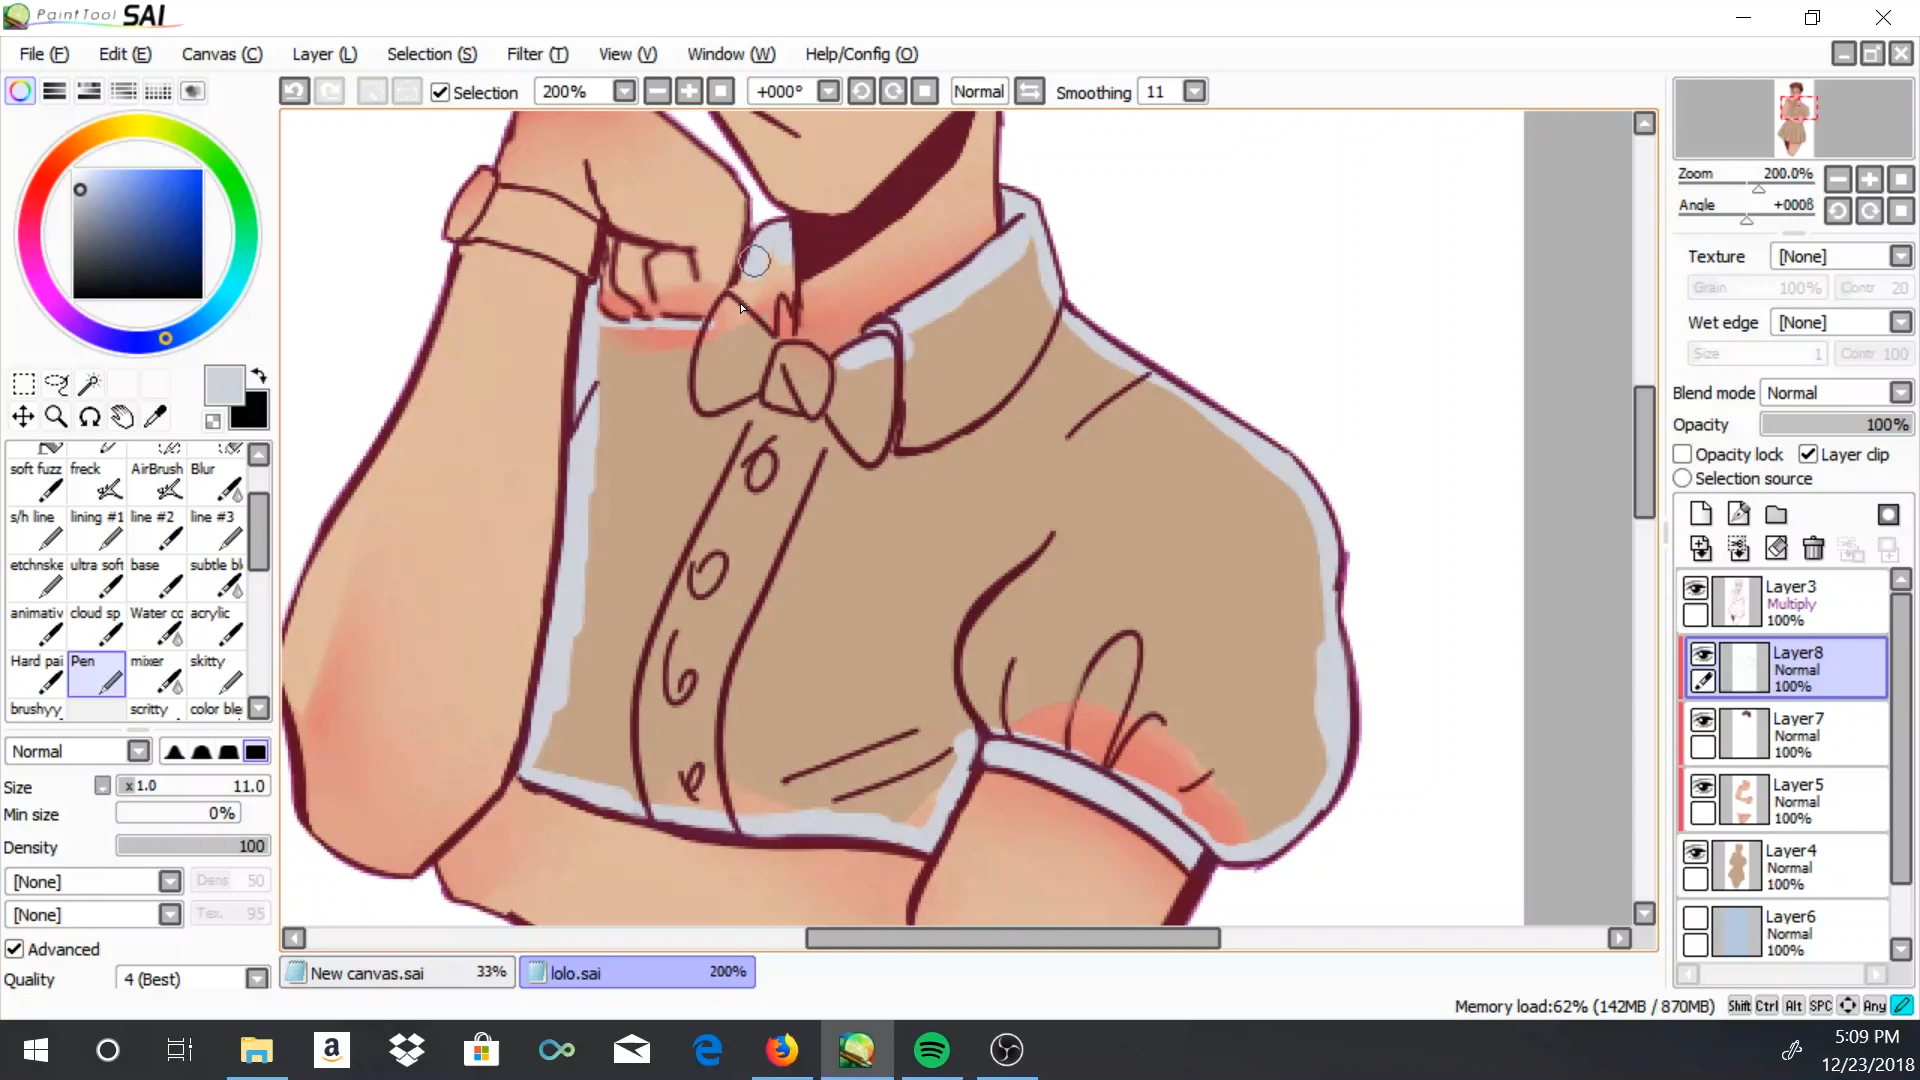 PaintTool SAI
File (F) Edit (E) Canvas (C) Layer (L) Selection (S) Filter (T) View (V) Window (W) Help/Config (O)
Selection 200% +000° Normal Smoothing 11
Zoom 200.0%
Angle +000ß
Texture [None]
Grain 100% Contr 20
Wet edge [None]
Size 1 Contr 100
Blend mode Normal
Opacity 100%
Opacity lock Layer clip
Selection source
Layer3
Multiply
100%
Layer8
Normal
100%
Layer7
Normal
100%
Layer5
Normal
100%
Layer4
Normal
100%
Layer6
Normal
100%
soft fuzz freck AirBrush Blur
s/h line lining #1 line #2 line #3
etchnske ultra soft base subtle bl
animativ cloud sp Water cc acrylic
Hard pai Pen mixer skitty
brushyy scritty color ble
Normal
Size x1.0 11.0
Min size 0%
Density 100
[None] Dens 50
[None] Tex. 95
Advanced
Quality 4 (Best)
New canvas.sai 33% lolo.sai 200%
Memory load:62% (142MB / 870MB) Shift Ctrl Alt SPC Any
5:09 PM
12/23/2018